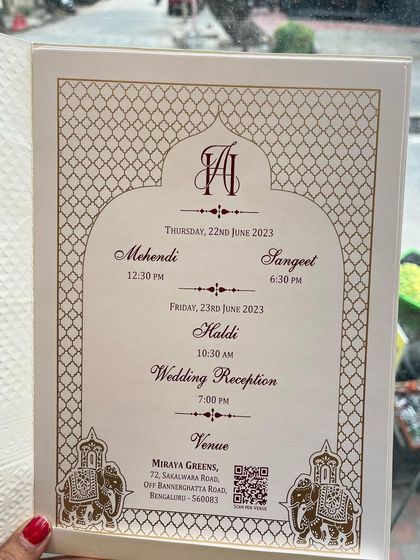 AH
THURSDAY, 22ND JUNE 2023
Mehendi Sangeet
12:30 PM 6:30 PM
FRIDAY, 23RD JUNE 2023
Haldi
10:30 AM
Wedding Reception
7:00 PM
Venue
MIRAYA GREENS,
72, SAKALWARA ROAD,
OFF BANNERGHATTA ROAD,
BENGALURU - 560083
SCAN FOR VENUE